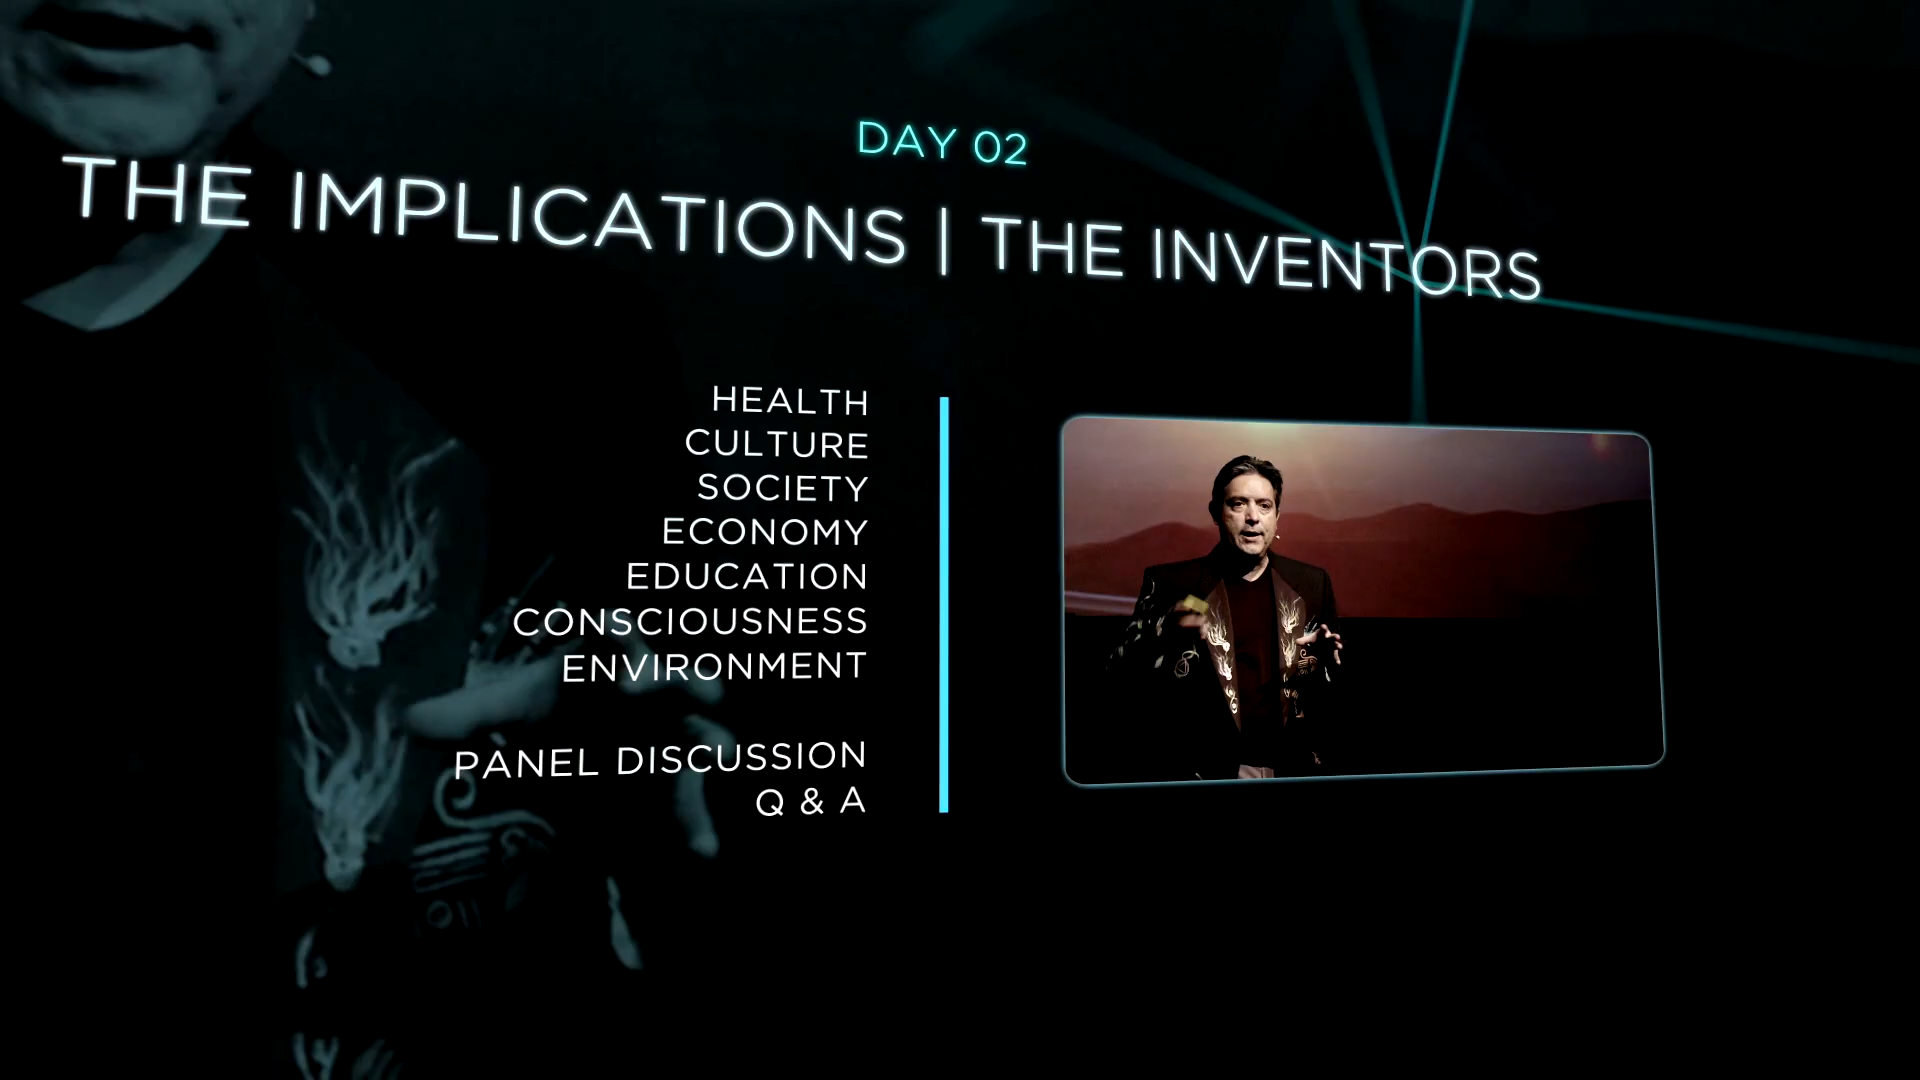 DAY 02
THE IMPLICATIONS | THE INVENTORS
HEALTH
CULTURE
SOCIETY
ECONOMY
EDUCATION
CONSCIOUSNESS
ENVIRONMENT
PANEL DISCUSSION
Q & A